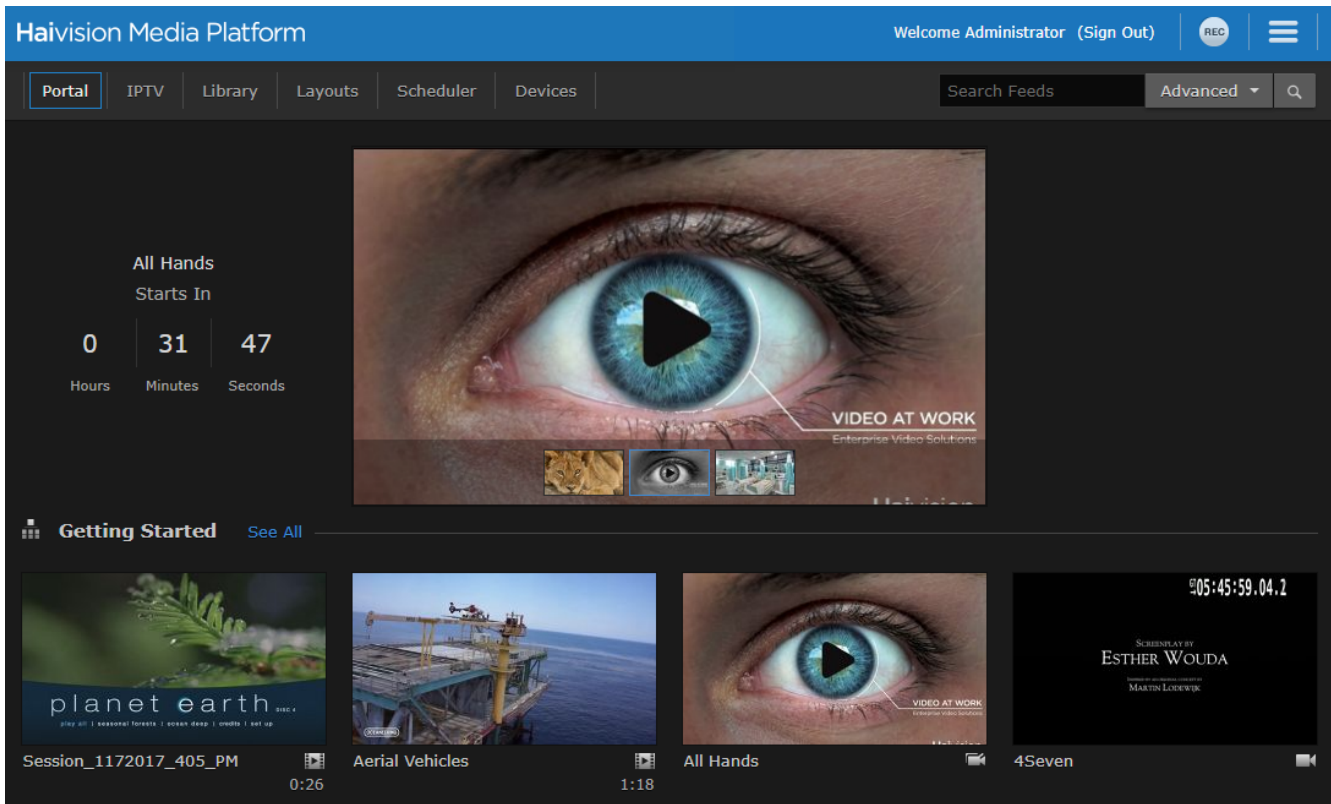 Haivision Media Platform
Welcome Administrator (Sign Out)
REC
Portal
IPTV
Library
Layouts
Scheduler
Devices
Search Feeds
Advanced
All Hands
Starts In
0 31 47
Hours Minutes Seconds
VIDEO AT WORK
Enterprise Video Solutions
Haivision
Getting Started See All
planet earth DISC 4
play all | seasonal forests | ocean deep | credits | set up
Session_1172017_405_PM
0:26
Aerial Vehicles
1:18
VIDEO AT WORK
Enterprise Video Solutions
All Hands
05:45:59.04.2
SCREENPLAY BY
ESTHER WOUDA
MARTIN LODEWIJK
4Seven